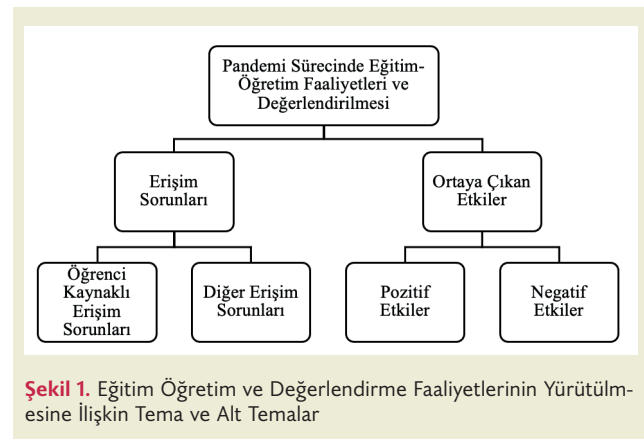 Pandemi Sürecinde Eğitim-
Öğretim Faaliyetleri ve
Değerlendirilmesi
Erişim
Sorunları
Ortaya Çıkan
Etkiler
Öğrenci
Kaynaklı
Erişim
Sorunları
Diğer Erişim
Sorunları
Pozitif
Etkiler
Negatif
Etkiler
Şekil 1. Eğitim Öğretim ve Değerlendirme Faaliyetlerinin Yürütülm-
esine İlişkin Tema ve Alt Temalar